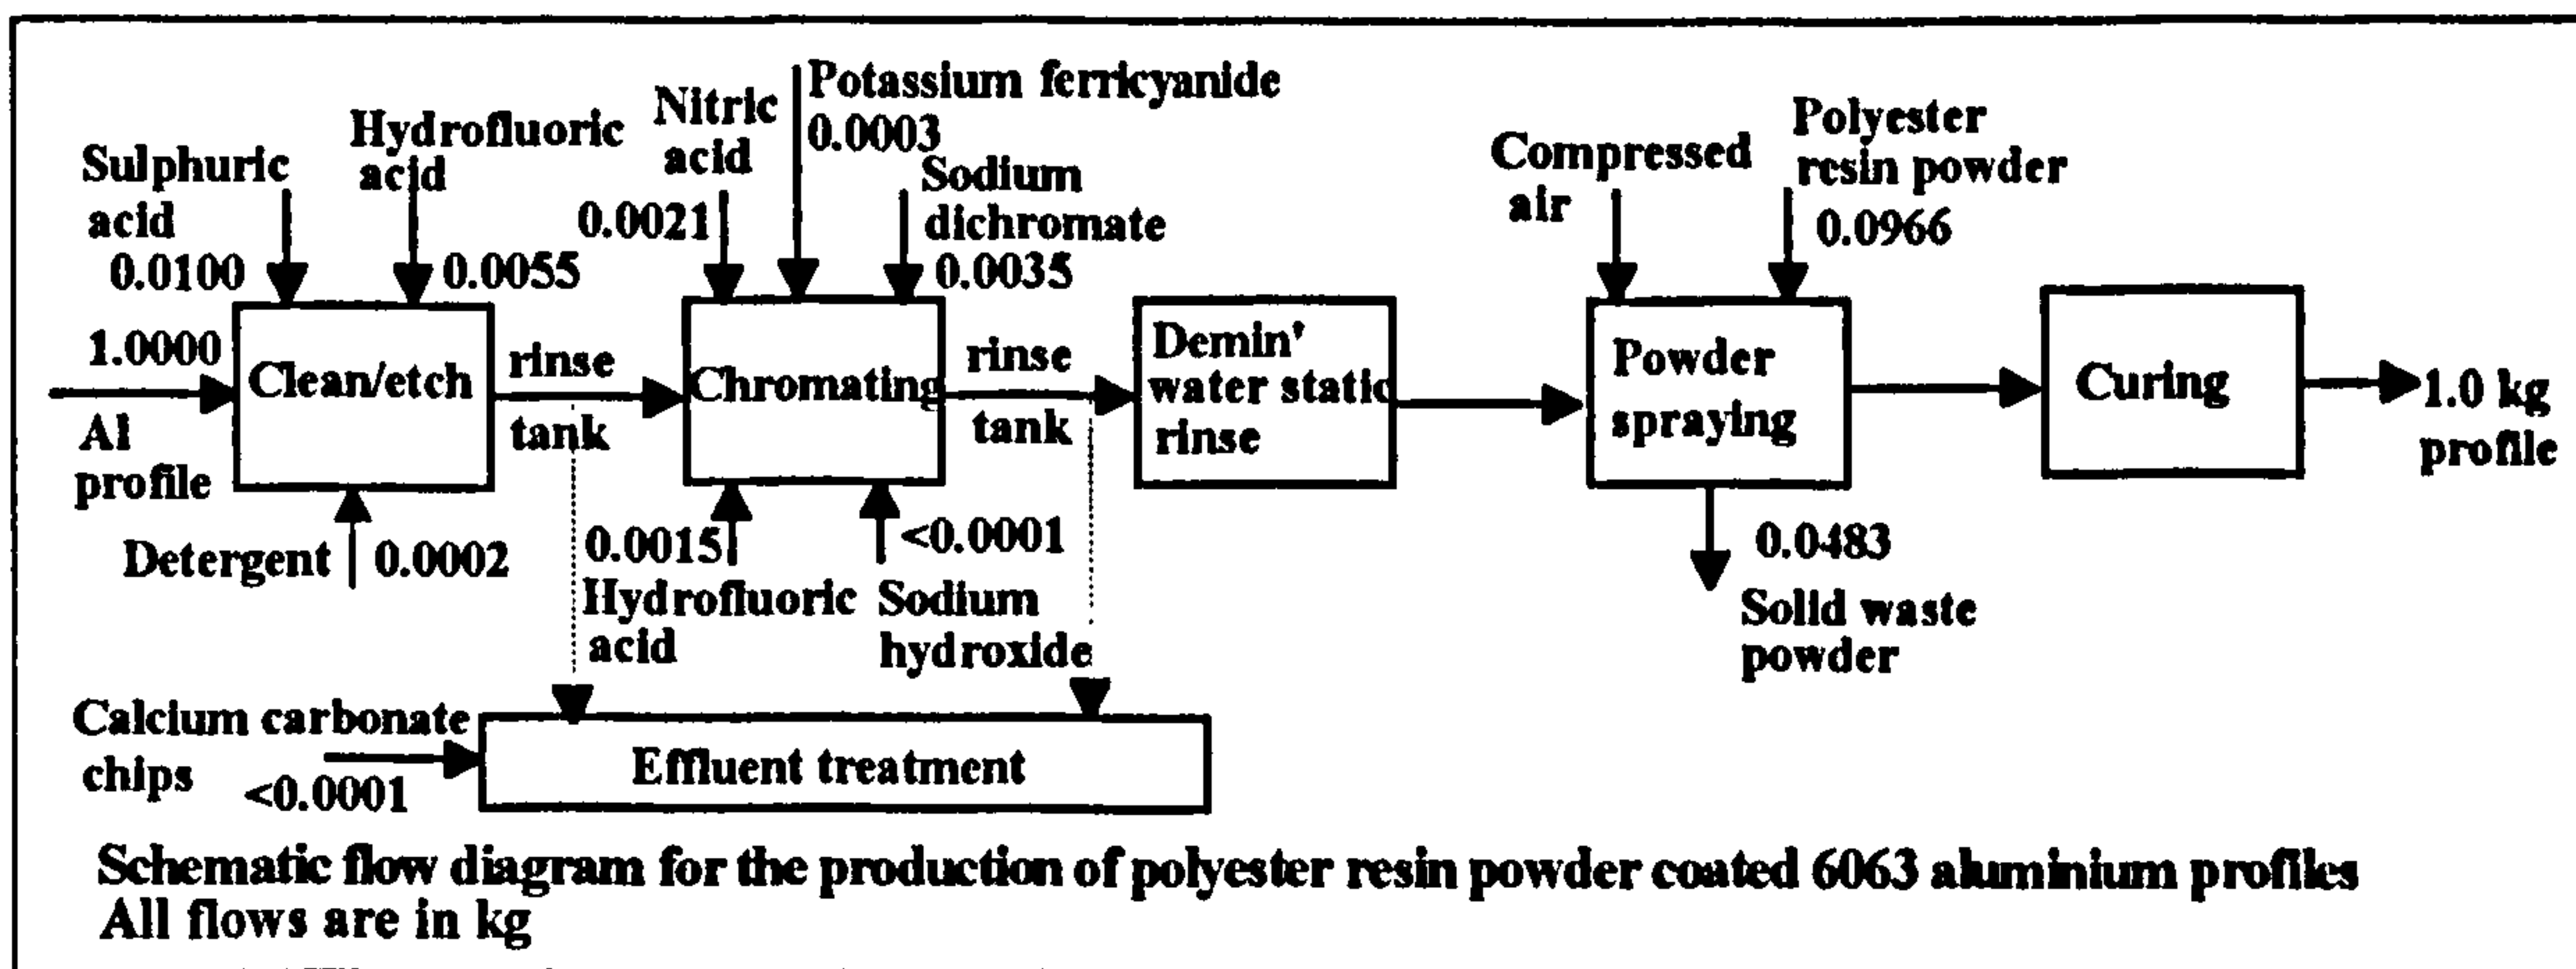 Sulphuric
acid
0.0100
Hydrofluoric
acid
0.0055
Nitric
acid
0.0021
Potassium ferricyanide
0.0003
Sodium
dichromate
0.0035
Compressed
air
Polyester
resin powder
0.0966
1.0000
Al
profile
Clean/etch
rinse
tank
Chromating
rinse
tank
Demin'
water static
rinse
Powder
spraying
Curing
1.0 kg
profile
Detergent
0.0002
0.0015
Hydrofluoric
acid
<0.0001
Sodium
hydroxide
0.0483
Solid waste
powder
Calcium carbonate
chips
<0.0001
Effluent treatment
Schematic flow diagram for the production of polyester resin powder coated 6063 aluminium profiles
All flows are in kg